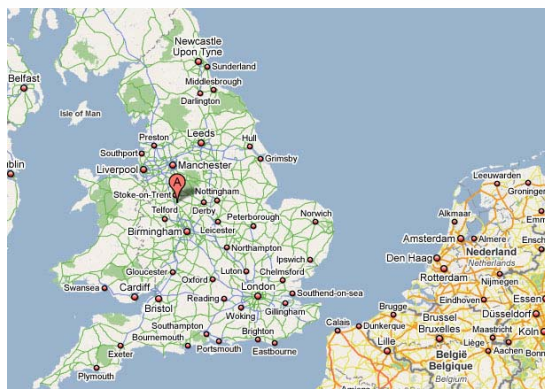 Newcastle
Upon Tyne
Sunderland
Belfast
Middlesbrough
Darlington
Isle of Man
Preston
Leeds
Hull
Southport
Grimsby
Manchester
Liverpool
Leeuwarden
Groningen
A
Stoke-on-Trent
Nottingham
Telford
Derby
Norwich
Alkmaar
Peterborough
Leicester
Birmingham
Amsterdam
Almere
Northampton
Nederland
Den Haag
Netherlands
Ipswich
Rotterdam
Nijmegen
Gloucester
Oxford
Luton
Chelmsford
Swansea
Cardiff
London
Southend-on-sea
Eindhoven
Essen
Bristol
Reading
Gillingham
Woking
Brugge
Düsseldorf
Southampton
Brighton
Calais
Dunkerque
Brussel
Bruxelles
Maastricht
Köln
Bournemouth
Portsmouth
Eastbourne
Exeter
Lille
België
Liège
Aachen
Plymouth
Belgique
Belgium
Bonn